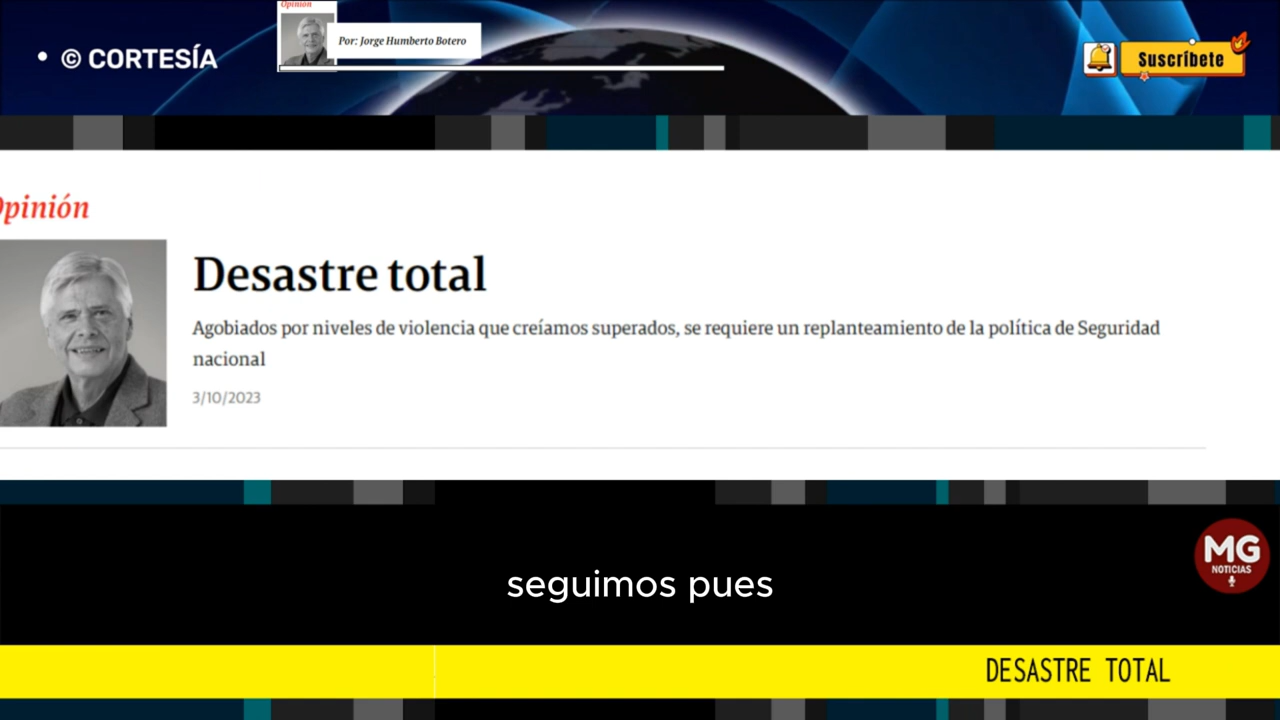 Opinión
• © CORTESÍA
Por: Jorge Humberto Botero
Suscríbete
Opinión
Desastre total
Agobiados por niveles de violencia que creíamos superados, se requiere un replanteamiento de la política de Seguridad
nacional
3/10/2023
MG
NOTICIAS
seguimos pues
DESASTRE TOTAL